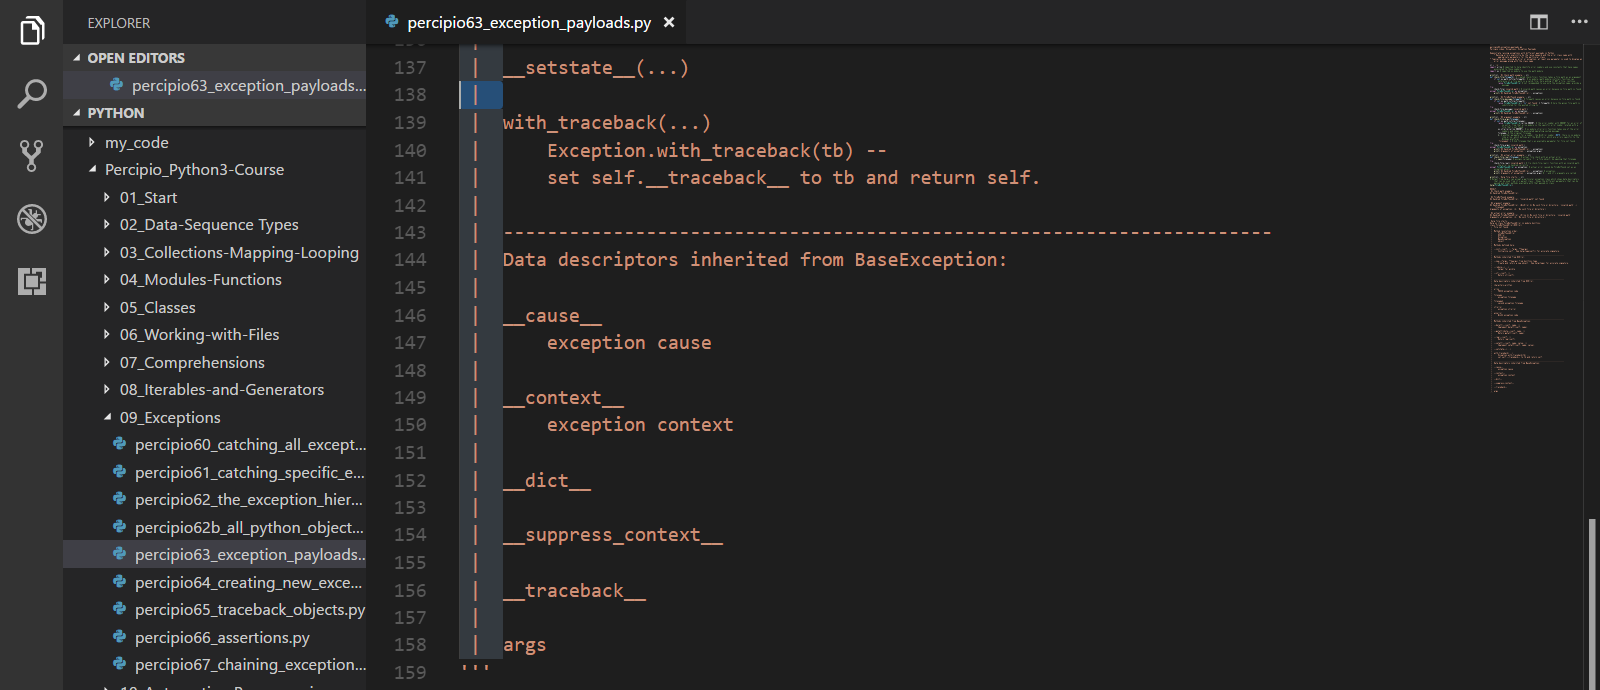 EXPLORER
OPEN EDITORS
percipio63_exception_payloads...
PYTHON
my_code
Percipio_Python3-Course
01_Start
02_Data-Sequence Types
03_Collections-Mapping-Looping
04_Modules-Functions
05_Classes
06_Working-with-Files
07_Comprehensions
08_Iterables-and-Generators
09_Exceptions
percipio60_catching_all_except...
percipio61_catching_specific_e...
percipio62_the_exception_hier...
percipio62b_all_python_object...
percipio63_exception_payloads...
percipio64_creating_new_exce...
percipio65_traceback_objects.py
percipio66_assertions.py
percipio67_chaining_exception...
percipio63_exception_payloads.py
137 | __setstate__(...)
138 |
139 | with_traceback(...)
140 |     Exception.with_traceback(tb) --
141 |     set self.__traceback__ to tb and return self.
142 |
143 | ----------------------------------------------------------------------
144 | Data descriptors inherited from BaseException:
145 |
146 | __cause__
147 |     exception cause
148 |
149 | __context__
150 |     exception context
151 |
152 | __dict__
153 |
154 | __suppress_context__
155 |
156 | __traceback__
157 |
158 | args
159 '''